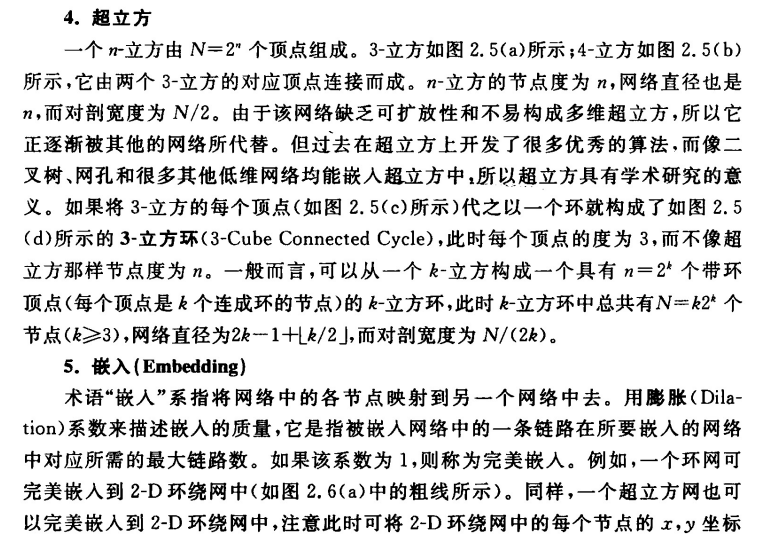 4. 超立方
一个 n-立方由 N=2ⁿ 个顶点组成。3-立方如图 2.5(a)所示;4-立方如图 2.5(b)
所示,它由两个 3-立方的对应顶点连接而成。n-立方的节点度为 n,网络直径也是
n,而对剖宽度为 N/2。由于该网络缺乏可扩放性和不易构成多维超立方,所以它
正逐渐被其他的网络所代替。但过去在超立方上开发了很多优秀的算法,而像二
叉树、网孔和很多其他低维网络均能嵌入超立方中,所以超立方具有学术研究的意
义。如果将 3-立方的每个顶点(如图 2.5(c)所示)代之以一个环就构成了如图 2.5
(d)所示的 3-立方环(3-Cube Connected Cycle),此时每个顶点的度为 3,而不像超
立方那样节点度为 n。一般而言,可以从一个 k-立方构成一个具有 n=2ᵏ 个带环
顶点(每个顶点是 k 个连成环的节点)的 k-立方环,此时 k-立方环中总共有N=k2ᵏ 个
节点(k≥3),网络直径为2k-1+⌊k/2⌋,而对剖宽度为 N/(2k)。
5. 嵌入(Embedding)
术语“嵌入”系指将网络中的各节点映射到另一个网络中去。用膨胀(Dila-
tion)系数来描述嵌入的质量,它是指被嵌入网络中的一条链路在所要嵌入的网络
中对应所需的最大链路数。如果该系数为 1,则称为完美嵌入。例如,一个环网可
完美嵌入到 2-D 环绕网中(如图 2.6(a)中的粗线所示)。同样,一个超立方网也可
以完美嵌入到 2-D 环绕网中,注意此时可将 2-D 环绕网中的每个节点的 x,y 坐标